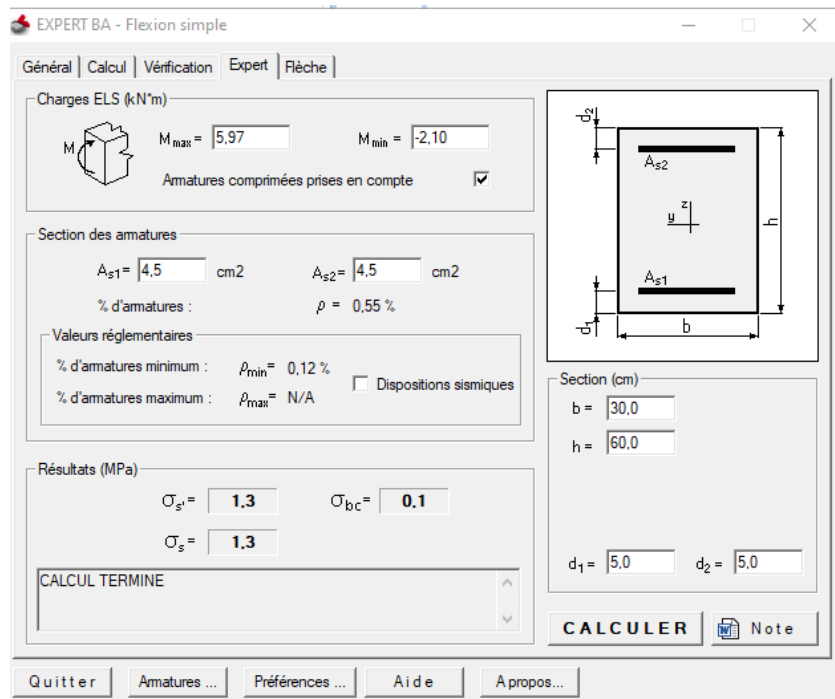 EXPERT BA - Flexion simple
Général Calcul Vérification Expert Flèche
Charges ELS (kN*m)
M
M max = 5,97 M min = -2,10
Armatures comprimées prises en compte
Section des armatures
As1= 4,5 cm2 As2= 4,5 cm2
% d'armatures : ρ = 0,55 %
Valeurs réglementaires
% d'armatures minimum : ρmin= 0,12 %
% d'armatures maximum : ρmax= N/A
Dispositions sismiques
Résultats (MPa)
σs'= 1.3 σbc= 0.1
σs= 1.3
CALCUL TERMINE
d2
As2
z
y
h
As1
d1
b
Section (cm)
b = 30,0
h = 60,0
d1= 5,0 d2= 5,0
CALCULER Note
Quitter Armatures ... Préférences ... Aide A propos...